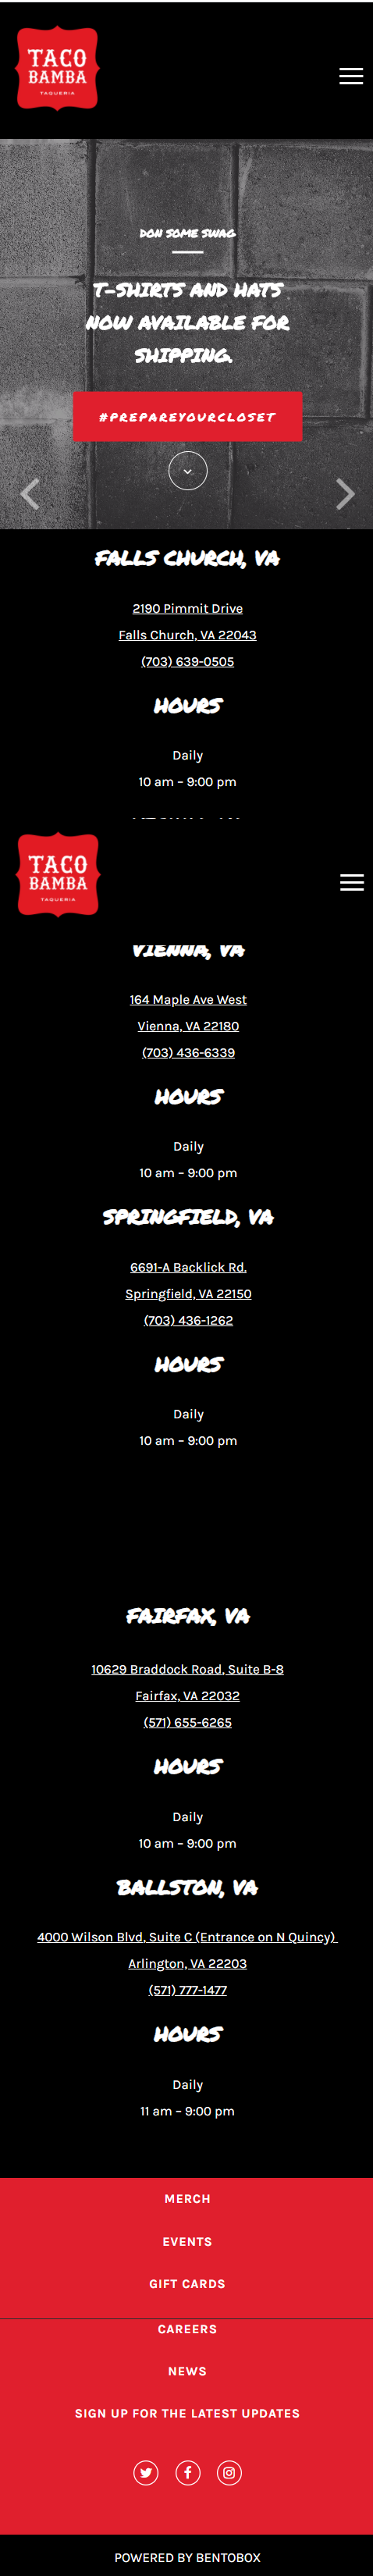 TACO
BAMBA
TAQUERIA
DON SOME SWAG
T-SHIRTS AND HATS
NOW AVAILABLE FOR
SHIPPING.
#PREPAREYOURCLOSET
FALLS CHURCH, VA
2190 Pimmit Drive
Falls Church, VA 22043
(703) 639-0505
HOURS
Daily
10 am – 9:00 pm
TACO
BAMBA
TAQUERIA
VIENNA, VA
164 Maple Ave West
Vienna, VA 22180
(703) 436-6339
HOURS
Daily
10 am – 9:00 pm
SPRINGFIELD, VA
6691-A Backlick Rd.
Springfield, VA 22150
(703) 436-1262
HOURS
Daily
10 am – 9:00 pm
FAIRFAX, VA
10629 Braddock Road, Suite B-8
Fairfax, VA 22032
(571) 655-6265
HOURS
Daily
10 am – 9:00 pm
BALLSTON, VA
4000 Wilson Blvd, Suite C (Entrance on N Quincy)
Arlington, VA 22203
(571) 777-1477
HOURS
Daily
11 am – 9:00 pm
MERCH
EVENTS
GIFT CARDS
CAREERS
NEWS
SIGN UP FOR THE LATEST UPDATES
POWERED BY BENTOBOX